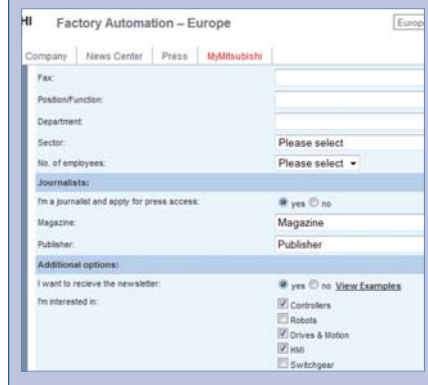 HI Factory Automation – Europe Europ
Company News Center Press MyMitsubishi
Fax:
Position/Function:
Department:
Sector: Please select
No. of employees: Please select
Journalists:
I'm a journalist and apply for press access: yes no
Magazine: Magazine
Publisher: Publisher
Additional options:
I want to recieve the newsletter: yes no View Examples
I'm interested in: Controllers
Robots
Drives & Motion
HMI
Switchgear